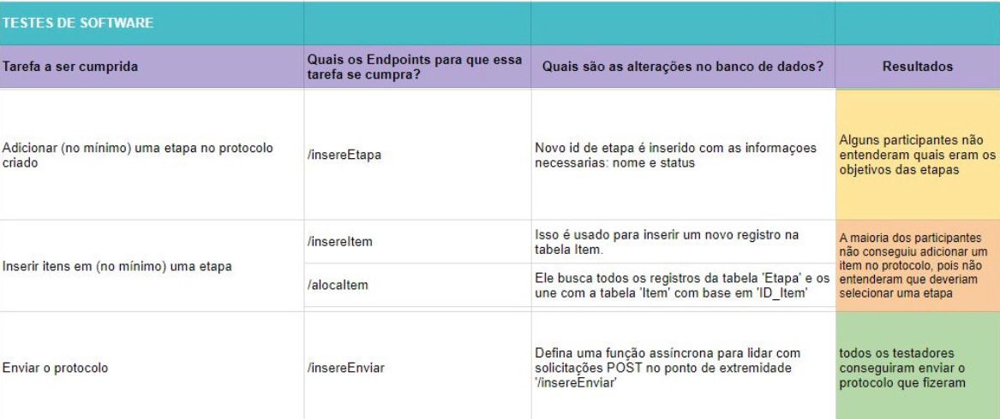 TESTES DE SOFTWARE
Tarefa a ser cumprida
Quais os Endpoints para que essa
tarefa se cumpra?
Quais são as alterações no banco de dados?
Resultados
Adicionar (no mínimo) uma etapa no protocolo
criado
/insereEtapa
Novo id de etapa é inserido com as informaçoes
necessarias: nome e status
Alguns participantes não
entenderam quais eram os
objetivos das etapas
Inserir itens em (no mínimo) uma etapa
/insereItem
Isso é usado para inserir um novo registro na
tabela Item.
/alocaItem
Ele busca todos os registros da tabela 'Etapa' e os
une com a tabela 'Item' com base em 'ID_Item'
A maioria dos participantes
não conseguiu adicionar um
item no protocolo, pois não
entenderam que deveriam
selecionar uma etapa
Enviar o protocolo
/insereEnviar
Defina uma função assíncrona para lidar com
solicitações POST no ponto de extremidade
'/insereEnviar'
todos os testadores
conseguiram enviar o
protocolo que fizeram